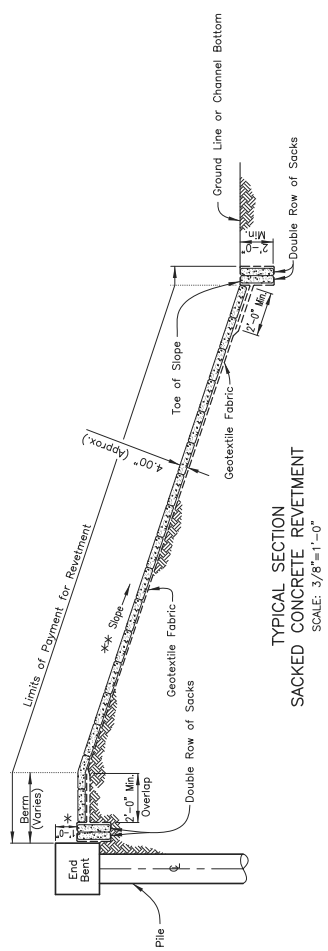 Limits of Payment for Revetment
Berm
(Varies)
1'-0"
*
End
Bent
Pile
℄
2'-0" Min.
Overlap
Double Row of Sacks
Geotextile Fabric
** Slope
4.00" (Approx.)
Geotextile Fabric
Toe of Slope
2'-0" Min.
2'-0"
Min.
Double Row of Sacks
Ground Line or Channel Bottom
TYPICAL SECTION
SACKED CONCRETE REVETMENT
SCALE: 3/8"=1'-0"